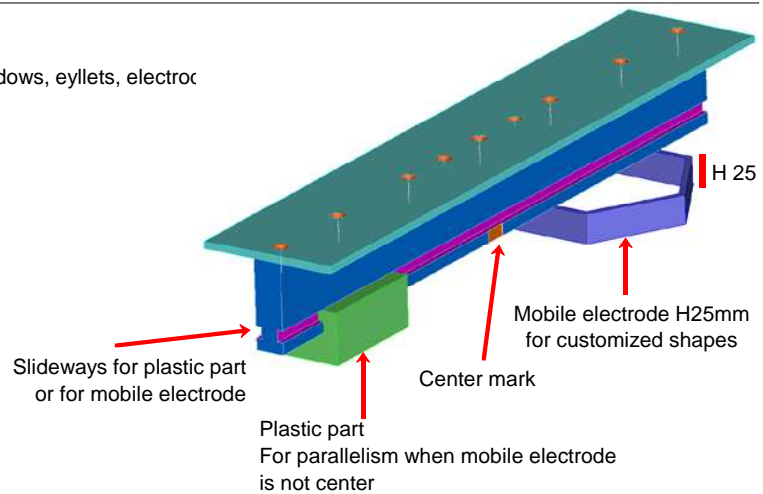 dows, eyllets, electroc
H 25
Mobile electrode H25mm
for customized shapes
Slideways for plastic part
or for mobile electrode
Center mark
Plastic part
For parallelism when mobile electrode
is not center